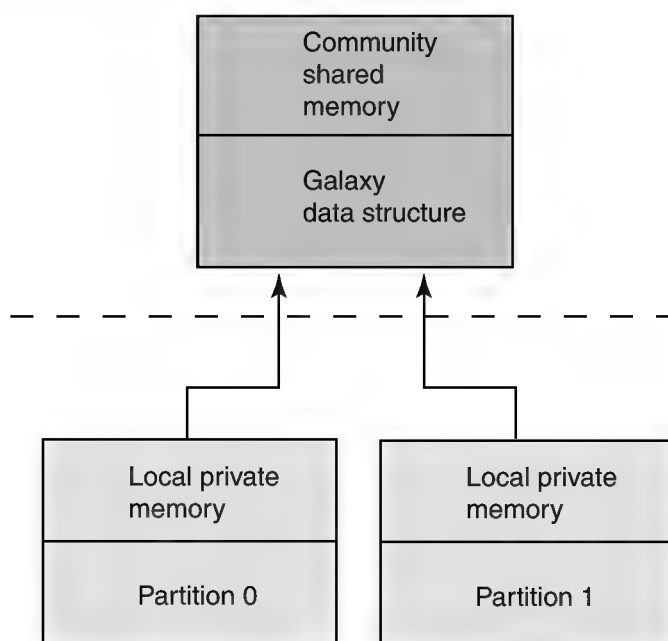 Community
shared
memory
Galaxy
data structure
Local private
memory
Partition 0
Local private
memory
Partition 1